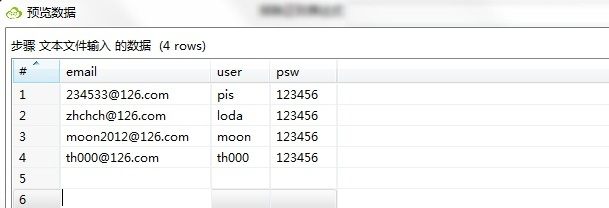 预览数据
步骤 文本文件输入 的数据 (4 rows)
# email user psw
1 234533@126.com pis 123456
2 zhchch@126.com loda 123456
3 moon2012@126.com moon 123456
4 th000@126.com th000 123456
5
6